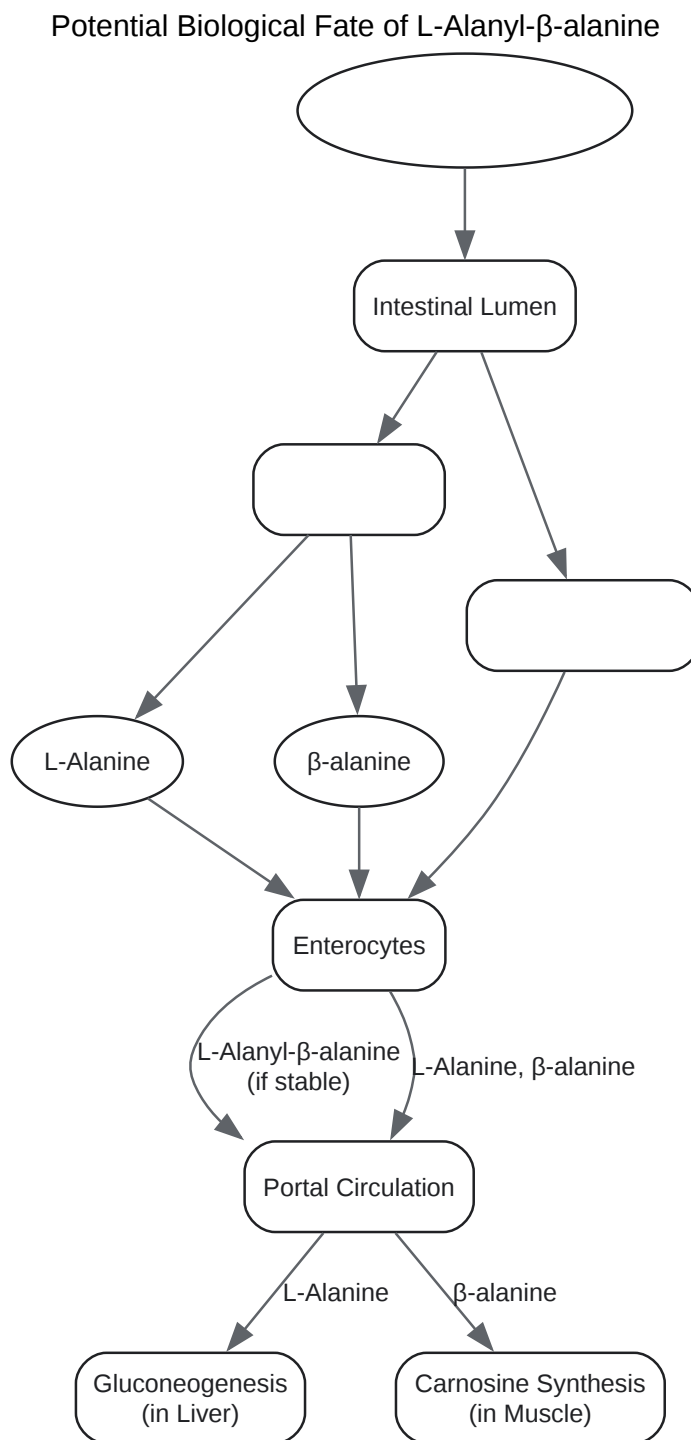 Potential Biological Fate of L-Alanyl-β-alanine
Intestinal Lumen
L-Alanine
β-alanine
Enterocytes
L-Alanyl-β-alanine
(if stable)
L-Alanine, β-alanine
Portal Circulation
L-Alanine
β-alanine
Gluconeogenesis
(in Liver)
Carnosine Synthesis
(in Muscle)